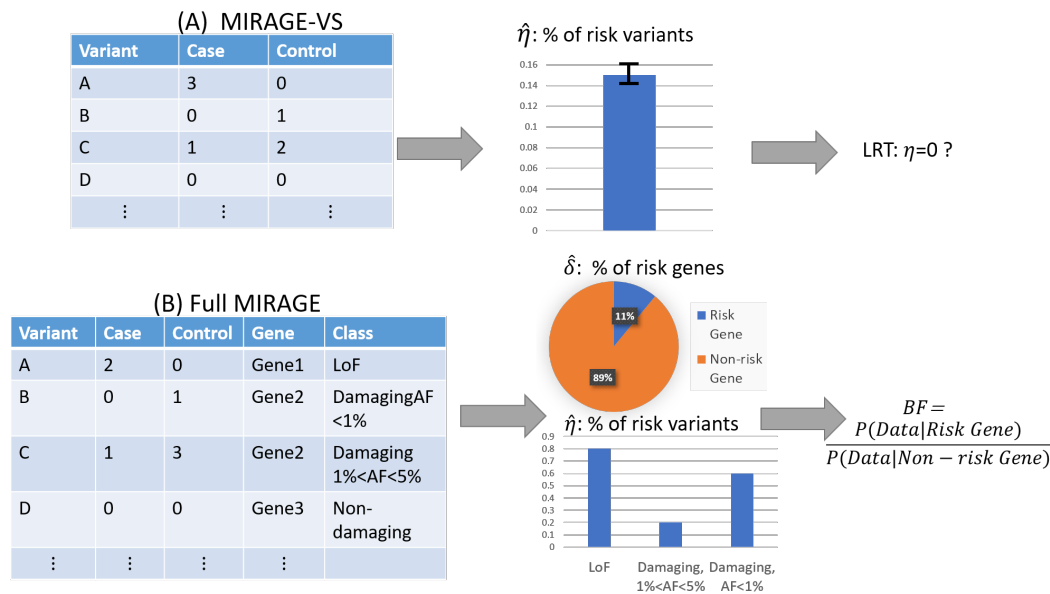 (A) MIRAGE-VS
Variant Case Control
A 3 0
B 0 1
C 1 2
D 0 0
⋮ ⋮ ⋮
η̂: % of risk variants
0.16
0.14
0.12
0.1
0.08
0.06
0.04
0.02
0
LRT: η=0 ?
(B) Full MIRAGE
Variant Case Control Gene Class
A 2 0 Gene1 LoF
B 0 1 Gene2 DamagingAF
<1%
C 1 3 Gene2 Damaging
1%<AF<5%
D 0 0 Gene3 Non-
damaging
⋮ ⋮ ⋮ ⋮
δ̂: % of risk genes
11%
89%
Risk
Gene
Non-risk
Gene
η̂: % of risk variants
0.9
0.8
0.7
0.6
0.5
0.4
0.3
0.2
0.1
0
LoF
Damaging,
1%<AF<5%
Damaging,
AF<1%
BF =
P(Data|Risk Gene)
P(Data|Non − risk Gene)